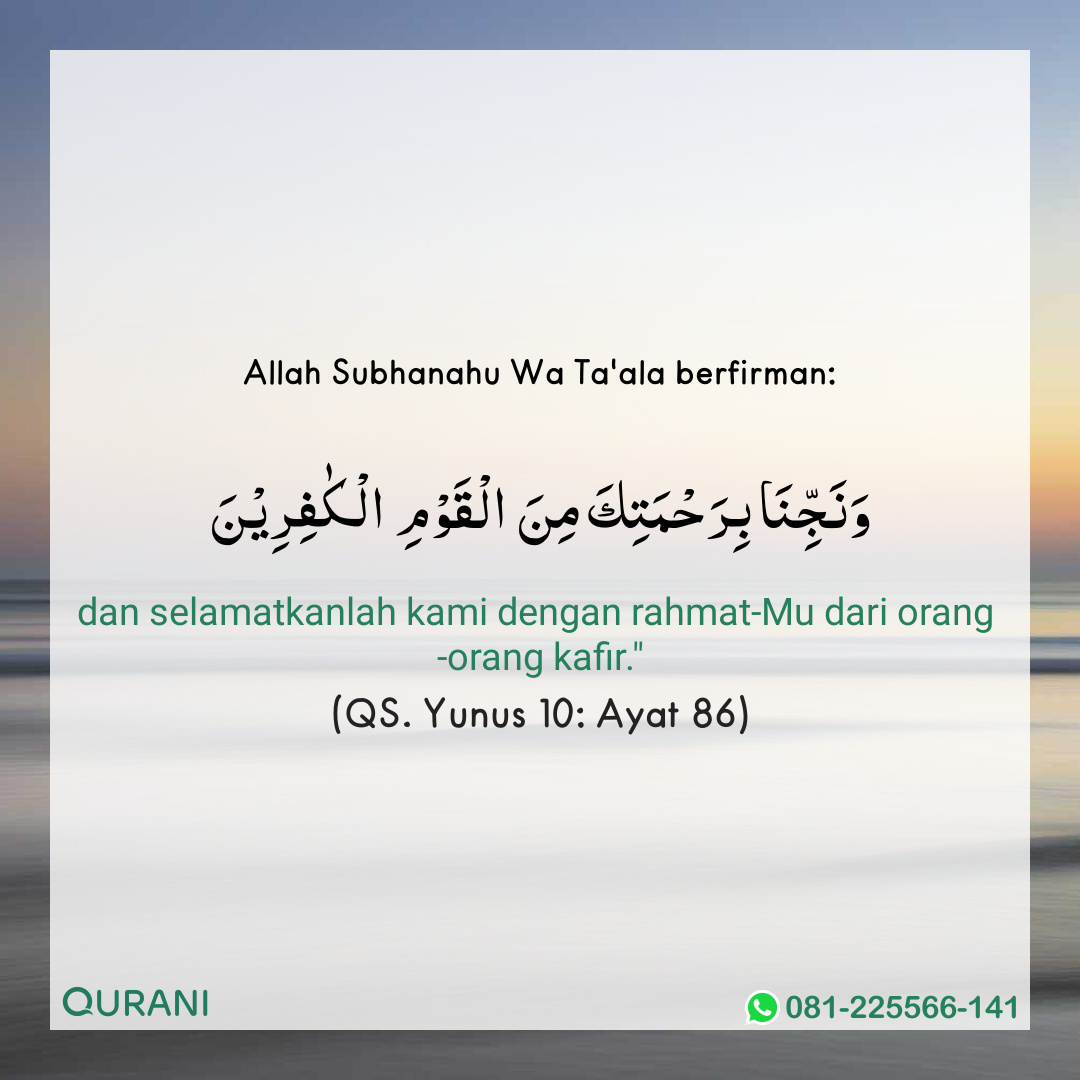 Allah Subhanahu Wa Ta'ala berfirman:
وَنَجِّنَا بِرَحْمَتِكَ مِنَ الْقَوْمِ الْكٰفِرِيْنَ
dan selamatkanlah kami dengan rahmat-Mu dari orang
-orang kafir."
(QS. Yunus 10: Ayat 86)
QURANI
081-225566-141